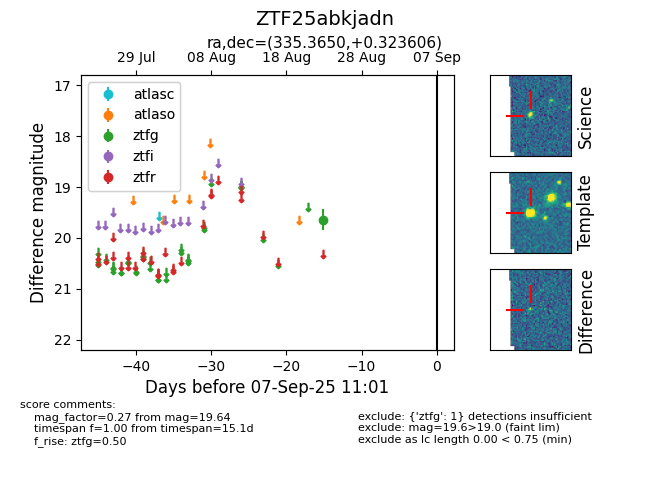 ZTF25abkjadn
ra,dec=(335.3650,+0.323606)
29 Jul 08 Aug 18 Aug 28 Aug 07 Sep
17
18
19
20
21
22
Difference magnitude
atlasc
atlaso
ztfg
ztfi
ztfr
−40 −30 −20 −10 0
Days before 07-Sep-25 11:01
Science
Template
Difference
score comments:
mag_factor=0.27 from mag=19.64
timespan f=1.00 from timespan=15.1d
f_rise: ztfg=0.50
exclude: {'ztfg': 1} detections insufficient
exclude: mag=19.6>19.0 (faint lim)
exclude as lc length 0.00 < 0.75 (min)